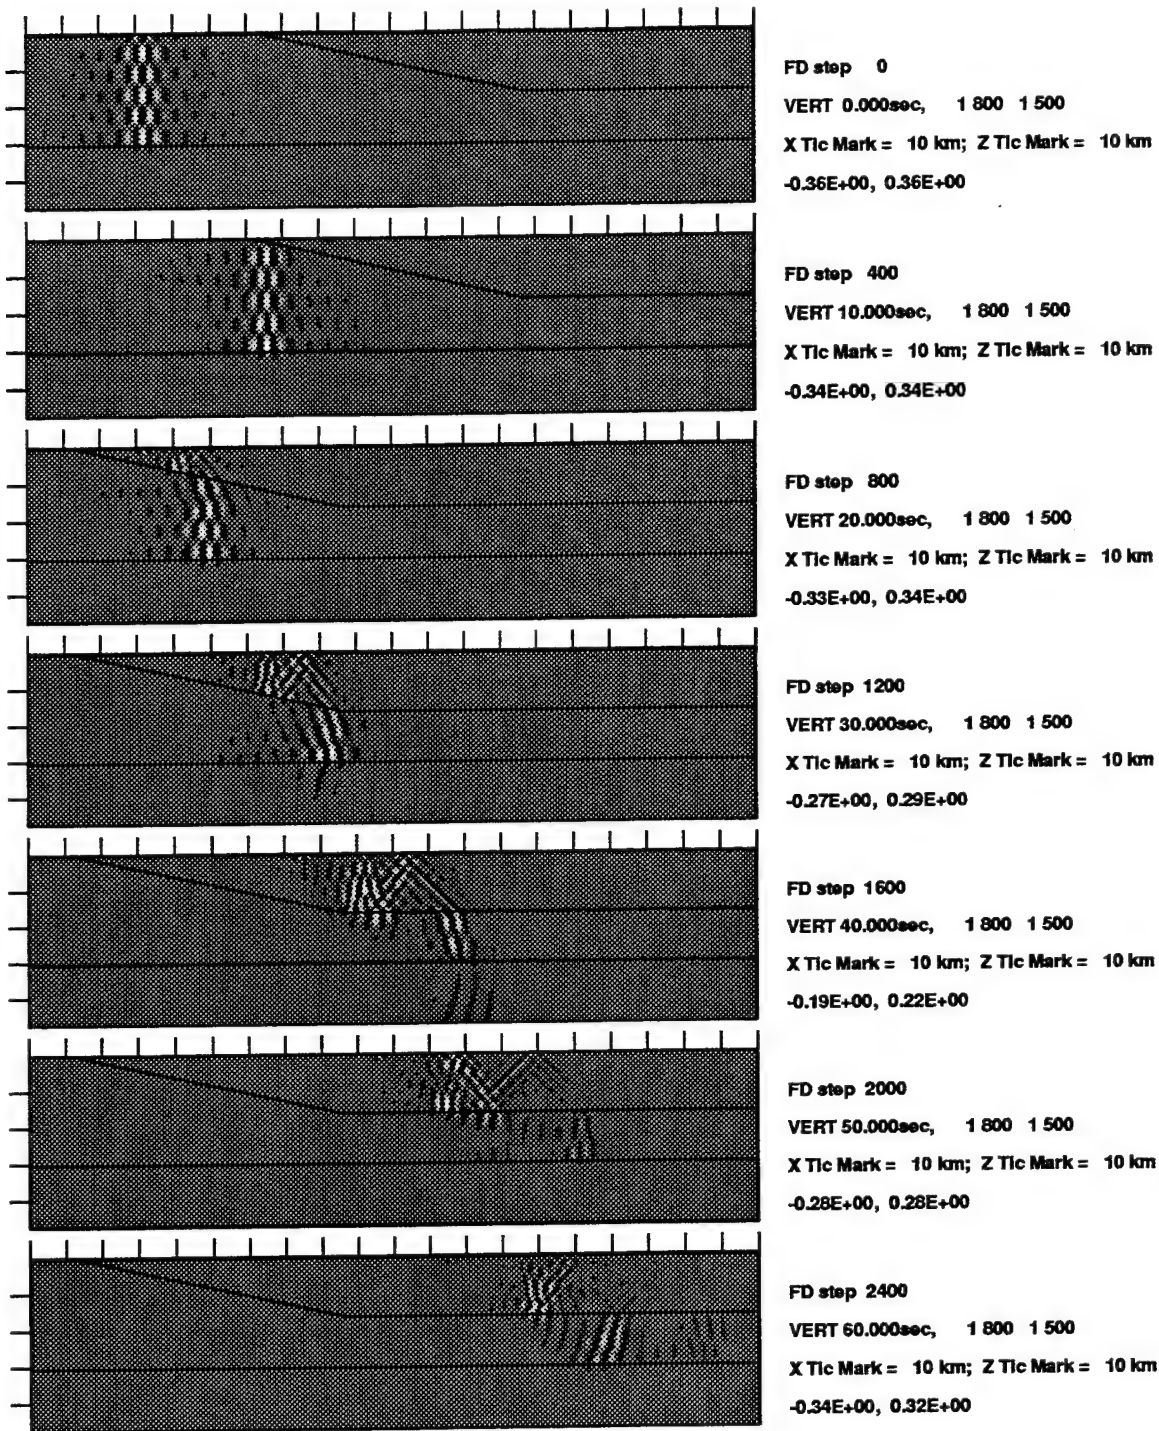 FD step 0
VERT 0.000sec, 1 800 1 500
X Tic Mark = 10 km; Z Tic Mark = 10 km
-0.36E+00, 0.36E+00
FD step 400
VERT 10.000sec, 1 800 1 500
X Tic Mark = 10 km; Z Tic Mark = 10 km
-0.34E+00, 0.34E+00
FD step 800
VERT 20.000sec, 1 800 1 500
X Tic Mark = 10 km; Z Tic Mark = 10 km
-0.33E+00, 0.34E+00
FD step 1200
VERT 30.000sec, 1 800 1 500
X Tic Mark = 10 km; Z Tic Mark = 10 km
-0.27E+00, 0.29E+00
FD step 1600
VERT 40.000sec, 1 800 1 500
X Tic Mark = 10 km; Z Tic Mark = 10 km
-0.19E+00, 0.22E+00
FD step 2000
VERT 50.000sec, 1 800 1 500
X Tic Mark = 10 km; Z Tic Mark = 10 km
-0.28E+00, 0.28E+00
FD step 2400
VERT 60.000sec, 1 800 1 500
X Tic Mark = 10 km; Z Tic Mark = 10 km
-0.34E+00, 0.32E+00